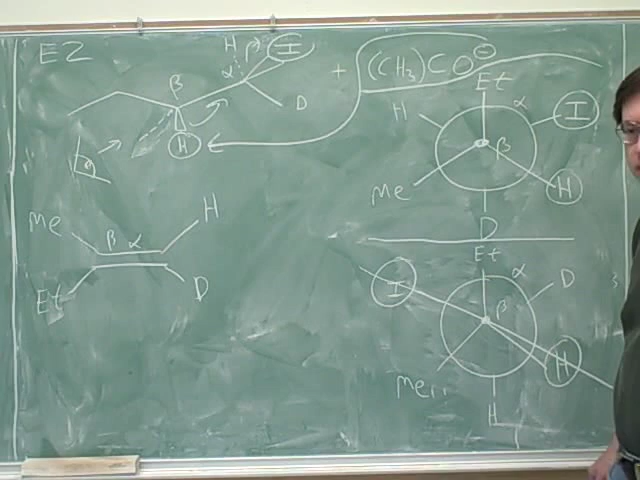 E2
H β I
α
β
D
H
+ (CH₃)CO⊖
Et
H α I
β
Me H
D
Me β α H
Et D
Et
I α D
β
Me H
H